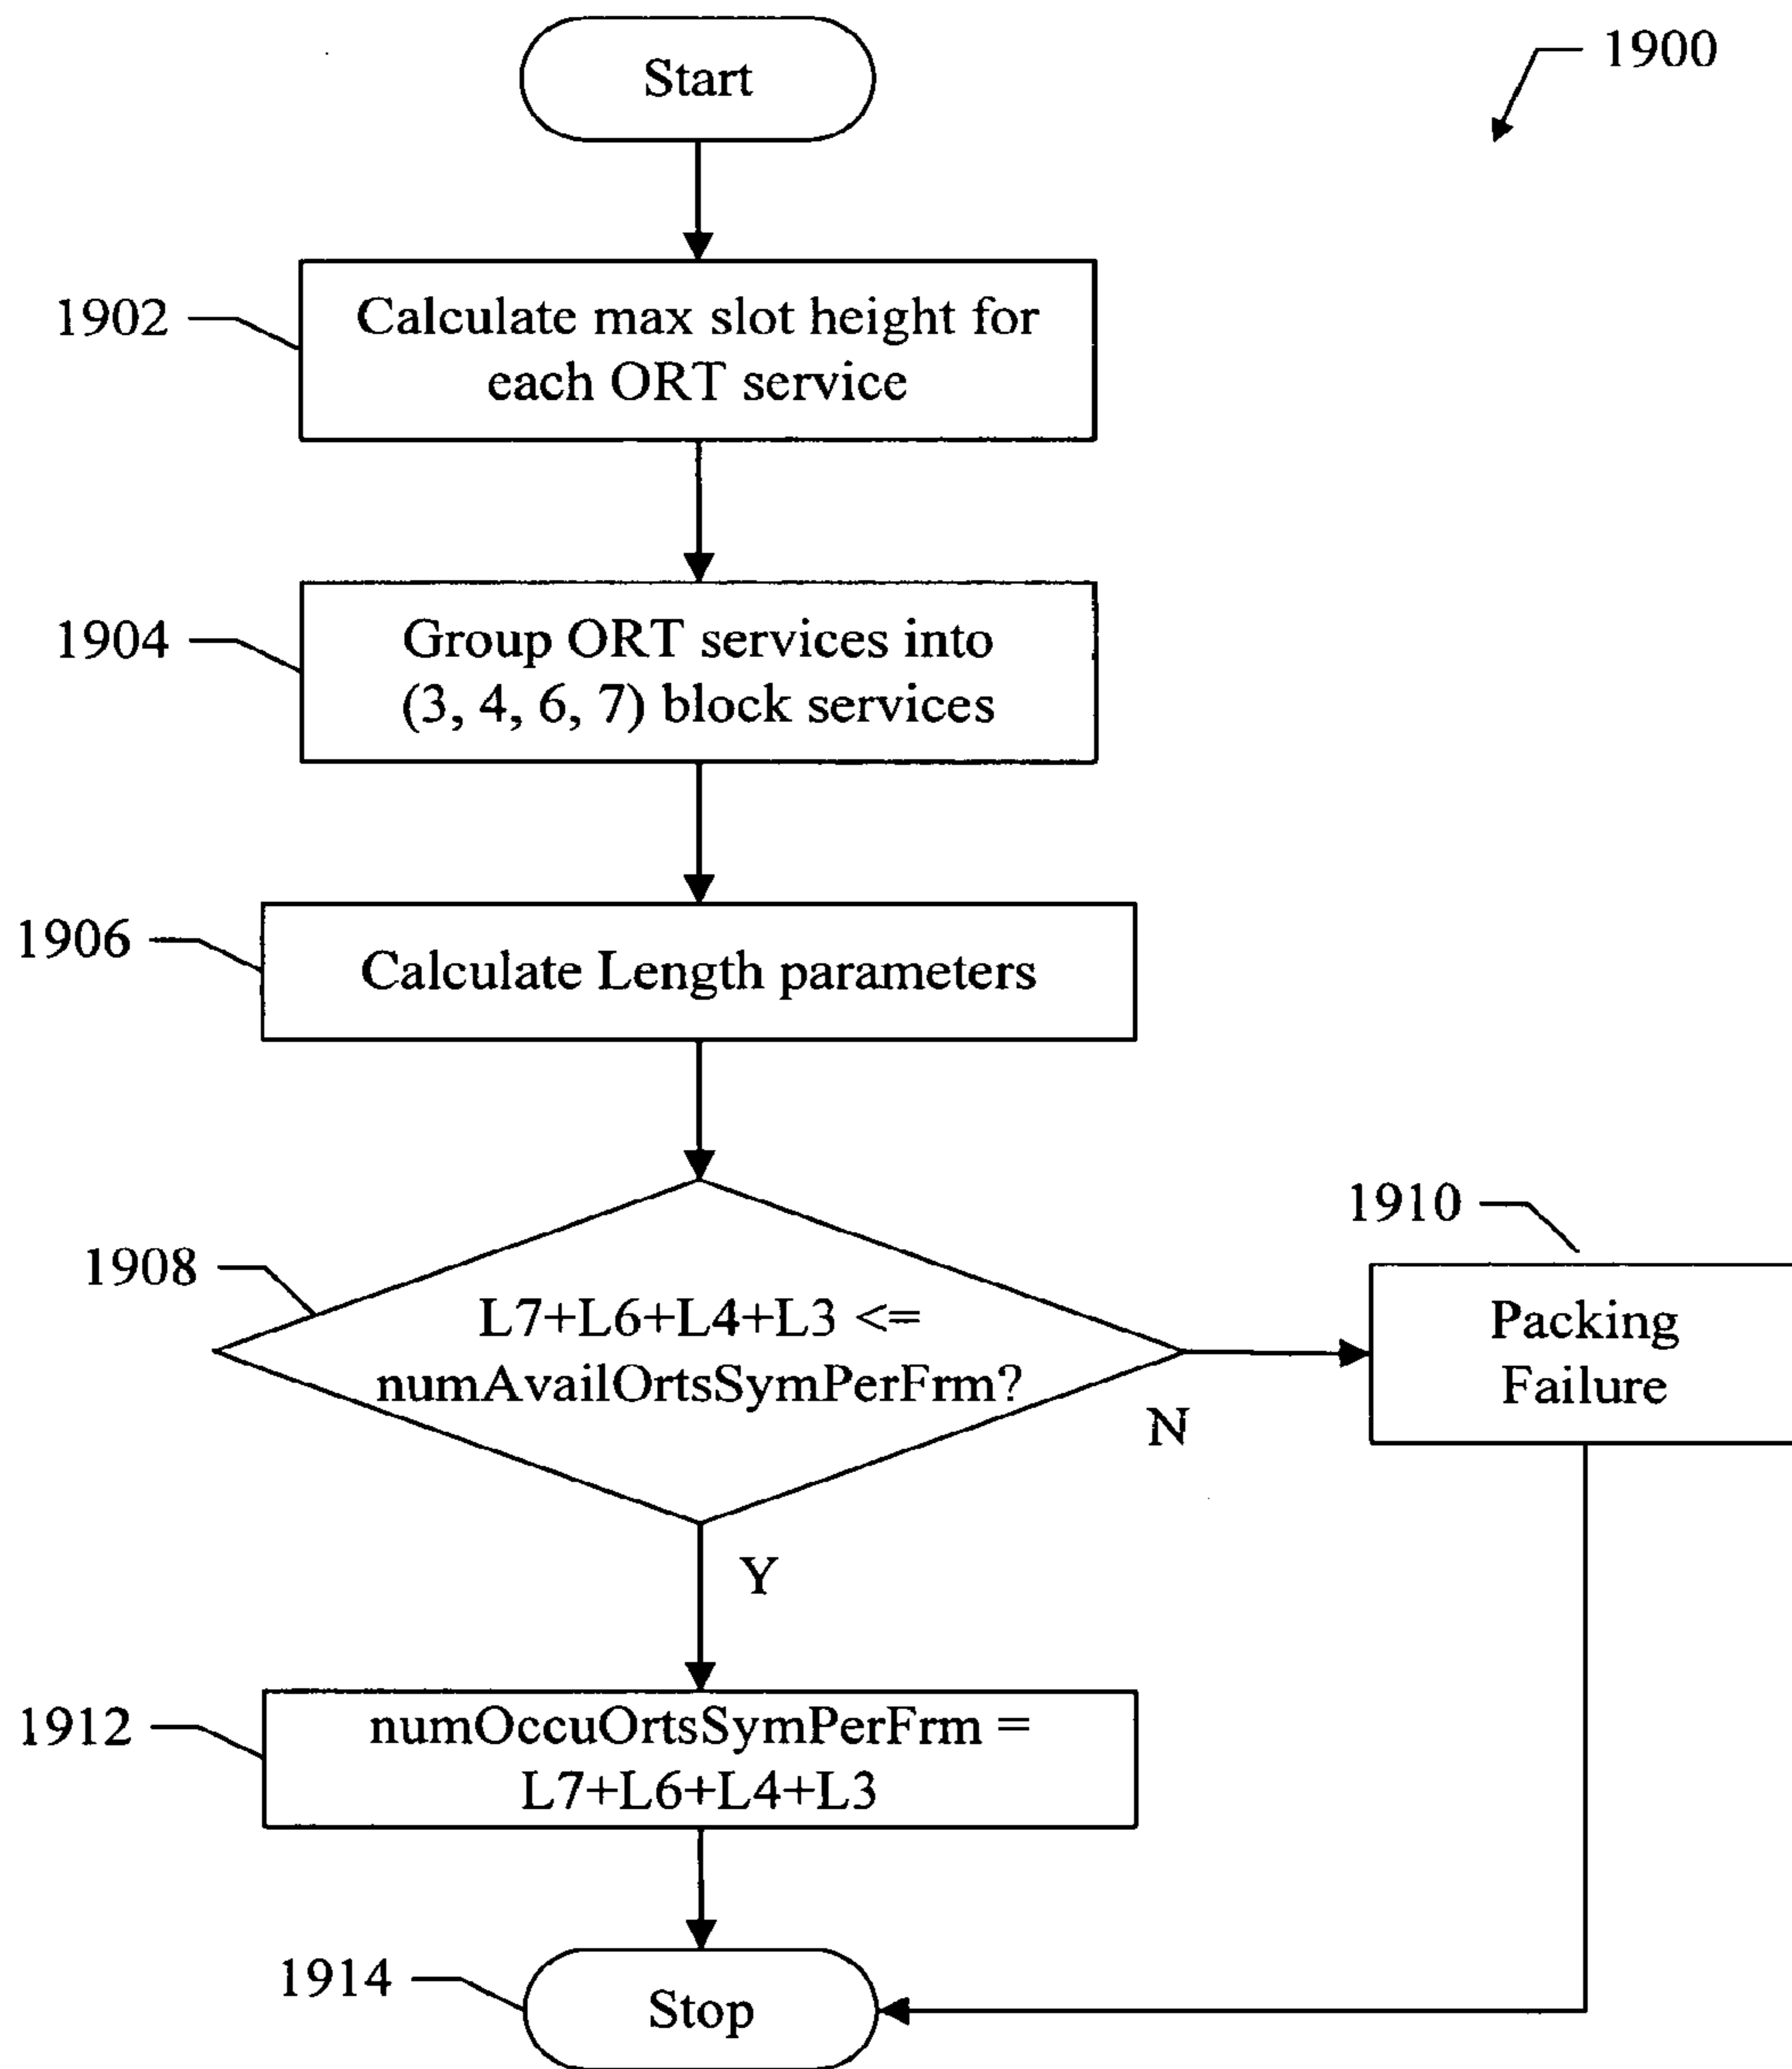 Start
1900
1902
Calculate max slot height for
each ORT service
1904
Group ORT services into
(3, 4, 6, 7) block services
1906
Calculate Length parameters
1908
L7+L6+L4+L3 <=
numAvailOrtsSymPerFrm?
N
1910
Packing
Failure
Y
1912
numOccuOrtsSymPerFrm =
L7+L6+L4+L3
1914
Stop